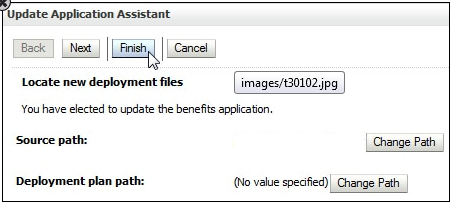 Update Application Assistant
Back Next Finish Cancel
Locate new deployment files images/t30102.jpg
You have elected to update the benefits application.
Source path: Change Path
Deployment plan path: (No value specified) Change Path